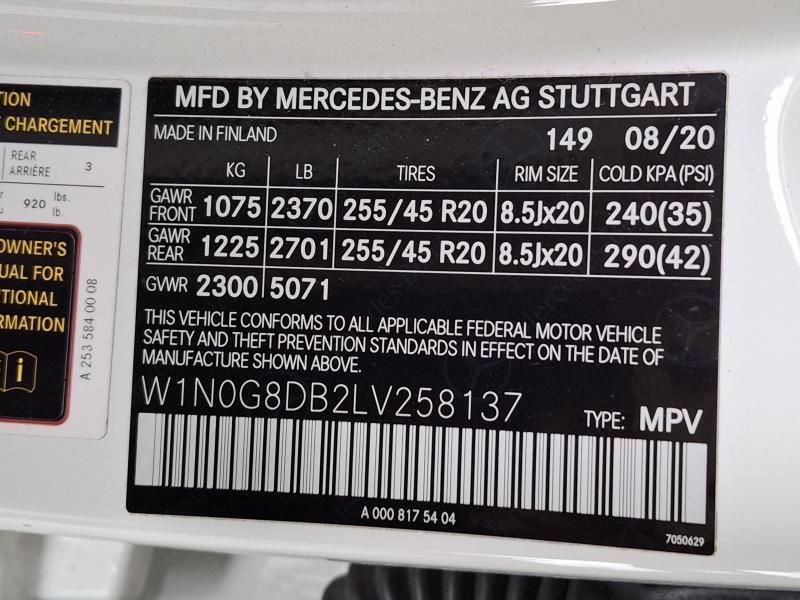 TION
CHARGEMENT
REAR
ARRIÈRE 3
920 lbs.
lb.
OWNER'S
UAL FOR
TIONAL
RMATION
A 253 584 00 08
MFD BY MERCEDES-BENZ AG STUTTGART
MADE IN FINLAND 149 08/20
KG LB TIRES RIM SIZE COLD KPA(PSI)
GAWR FRONT 1075 2370 255/45 R20 8.5Jx20 240(35)
GAWR REAR 1225 2701 255/45 R20 8.5Jx20 290(42)
GVWR 2300 5071
THIS VEHICLE CONFORMS TO ALL APPLICABLE FEDERAL MOTOR VEHICLE
SAFETY AND THEFT PREVENTION STANDARDS IN EFFECT ON THE DATE OF
MANUFACTURE SHOWN ABOVE.
W1N0G8DB2LV258137
TYPE: MPV
A 000 817 54 04
7050629